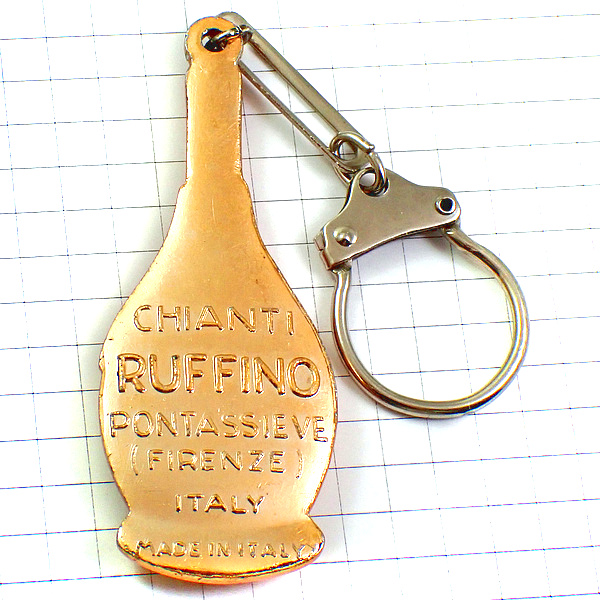 CHIANTI
RUFFINO
PONTASSIEVE
(FIRENZE)
ITALY
MADE IN ITALY